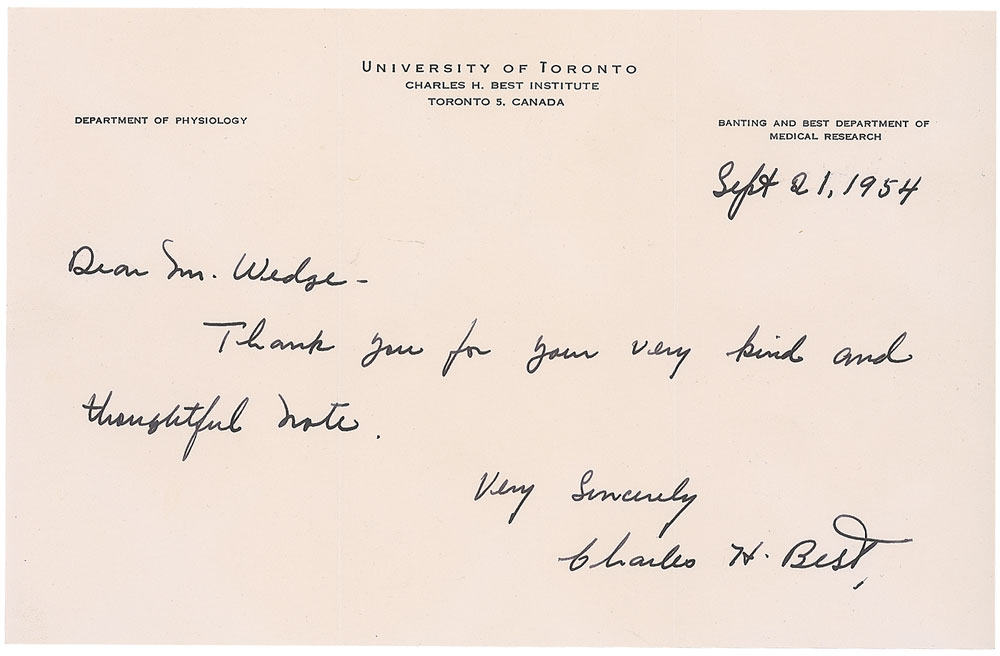 UNIVERSITY OF TORONTO
CHARLES H. BEST INSTITUTE
TORONTO 5, CANADA
DEPARTMENT OF PHYSIOLOGY
BANTING AND BEST DEPARTMENT OF
MEDICAL RESEARCH
Sept 21, 1954
Dear Mr. Wedge -
Thank you for your very kind and
thoughtful note.
Very Sincerely
Charles H. Best,